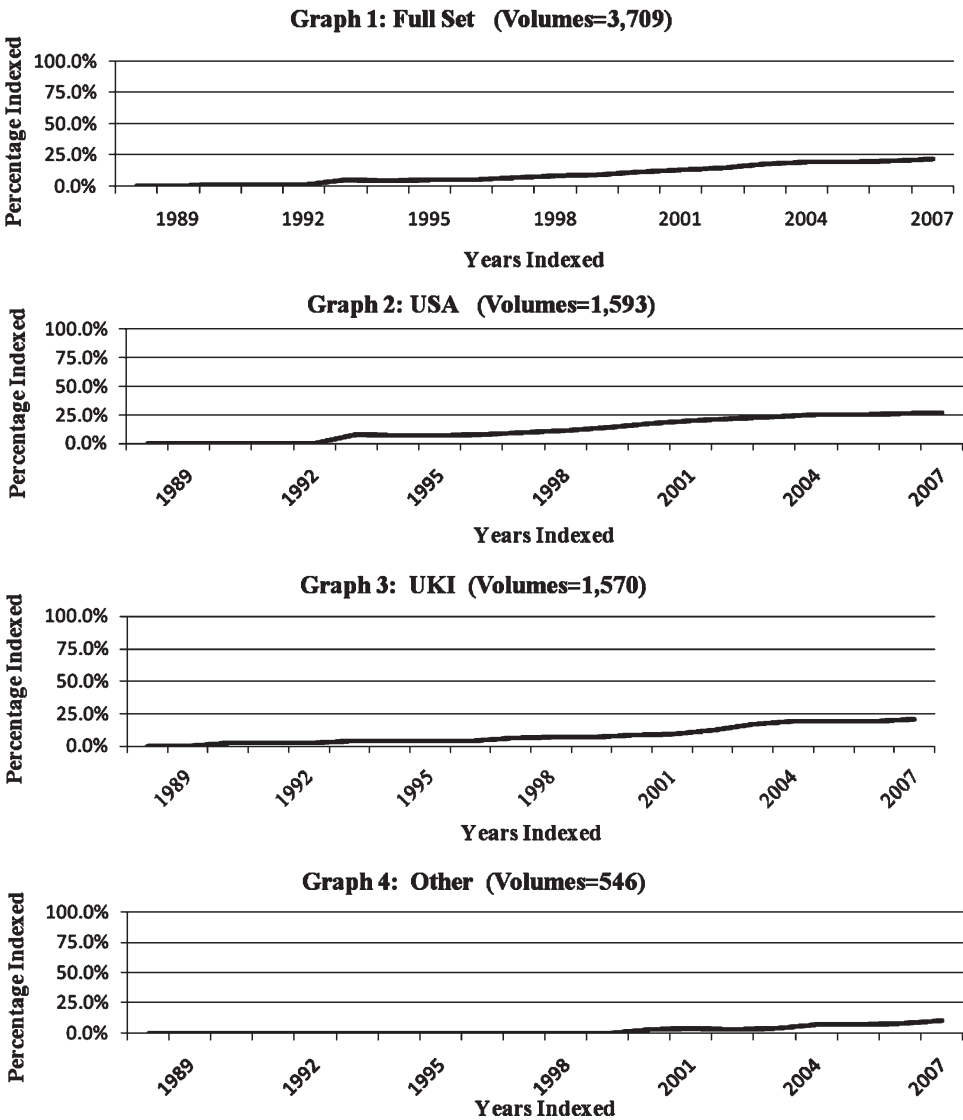 Graph 1: Full Set (Volumes=3,709)
Percentage Indexed
100.0%
75.0%
50.0%
25.0%
0.0%
1989 1992 1995 1998 2001 2004 2007
Years Indexed
Graph 2: USA (Volumes=1,593)
Percentage Indexed
100.0%
75.0%
50.0%
25.0%
0.0%
1989 1992 1995 1998 2001 2004 2007
Years Indexed
Graph 3: UKI (Volumes=1,570)
Percentage Indexed
100.0%
75.0%
50.0%
25.0%
0.0%
1989 1992 1995 1998 2001 2004 2007
Years Indexed
Graph 4: Other (Volumes=546)
Percentage Indexed
100.0%
75.0%
50.0%
25.0%
0.0%
1989 1992 1995 1998 2001 2004 2007
Years Indexed